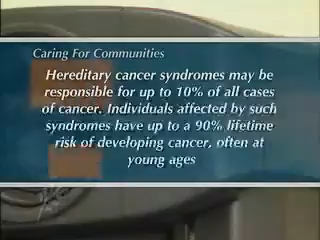 Caring For Communities
Hereditary cancer syndromes may be
responsible for up to 10% of all cases
of cancer. Individuals affected by such
syndromes have up to a 90% lifetime
risk of developing cancer, often at
young ages